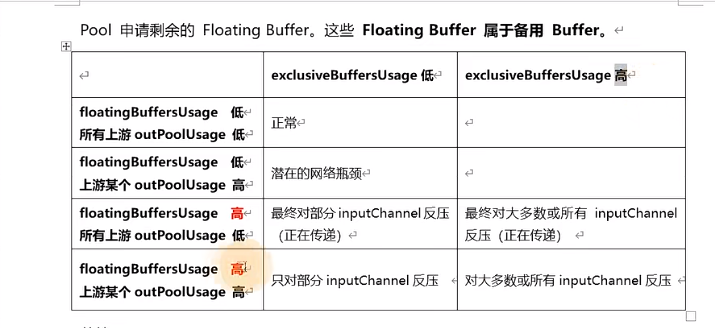 Pool 申请剩余的 Floating Buffer。这些 Floating Buffer 属于备用 Buffer。
exclusiveBuffersUsage 低
exclusiveBuffersUsage 高
floatingBuffersUsage 低
所有上游 outPoolUsage 低
正常
floatingBuffersUsage 低
上游某个 outPoolUsage 高
潜在的网络瓶颈
floatingBuffersUsage 高
所有上游 outPoolUsage 低
最终对部分 inputChannel 反压
(正在传递)
最终对大多数或所有 inputChannel
反压(正在传递)
floatingBuffersUsage 高
上游某个 outPoolUsage 高
只对部分 inputChannel 反压
对大多数或所有 inputChannel 反压